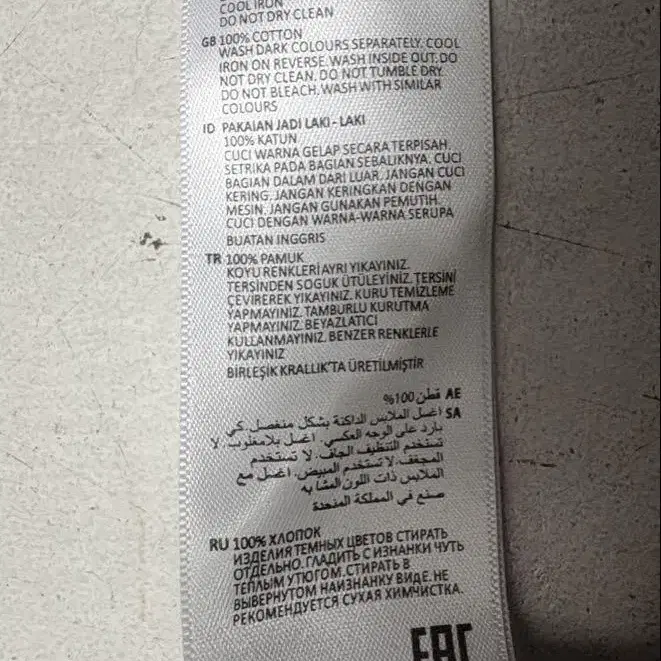 COOL IRON
DO NOT DRY CLEAN
GB 100% COTTON
WASH DARK COLOURS SEPARATELY. COOL
IRON ON REVERSE. WASH INSIDE OUT. DO
NOT DRY CLEAN. DO NOT TUMBLE DRY.
DO NOT BLEACH. WASH WITH SIMILAR
COLOURS
ID PAKAIAN JADI LAKI - LAKI
100% KATUN
CUCI WARNA GELAP SECARA TERPISAH.
SETRIKA PADA BAGIAN SEBALIKNYA. CUCI
BAGIAN DALAM DARI LUAR. JANGAN CUCI
KERING. JANGAN KERINGKAN DENGAN
MESIN. JANGAN GUNAKAN PEMUTIH.
CUCI DENGAN WARNA-WARNA SERUPA
BUATAN INGGRIS
TR 100% PAMUK
KOYU RENKLERİ AYRI YIKAYINIZ.
TERSİNDEN SOGUK ÜTÜLEYİNİZ. TERSİNİ
ÇEVİREREK YIKAYINIZ. KURU TEMİZLEME
YAPMAYINIZ. TAMBURLU KURUTMA
YAPMAYINIZ. BEYAZLATICI
KULLANMAYINIZ. BENZER RENKLERLE
YIKAYINIZ
BİRLEŞİK KRALLIK'TA ÜRETİLMİŞTİR
AE قطن 100%
SA اغسل الملابس الداكنة بشكل منفصل. كي
بارد على الوجه العكسي. اغسل بلامغلوب. لا
تستخدم التنظيف الجاف. لا تستخدم
المجفف. لا تستخدم المبيض. اغسل مع
الملابس ذات اللون المشابه
صنع في المملكة المتحدة
RU 100% ХЛОПОК
ИЗДЕЛИЯ ТЕМНЫХ ЦВЕТОВ СТИРАТЬ
ОТДЕЛЬНО. ГЛАДИТЬ С ИЗНАНКИ ЧУТЬ
ТЕПЛЫМ УТЮГОМ. СТИРАТЬ В
ВЫВЕРНУТОМ НАИЗНАНКУ ВИДЕ. НЕ
РЕКОМЕНДУЕТСЯ СУХАЯ ХИМЧИСТКА.
EAC